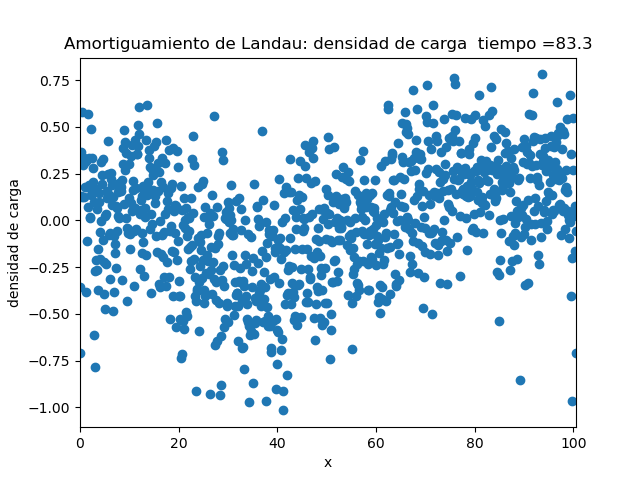 Amortiguamiento de Landau: densidad de carga  tiempo =83.3
densidad de carga
0.75
0.50
0.25
0.00
−0.25
−0.50
−0.75
−1.00
0 20 40 60 80 100
x